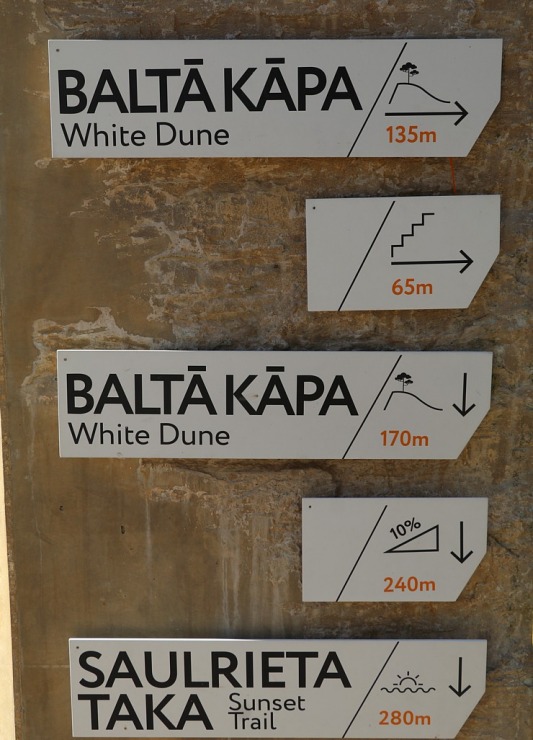 BALTĀ KĀPA
White Dune
135m
65m
BALTĀ KĀPA
White Dune
170m
10%
240m
SAULRIETA
TAKA Sunset
Trail
280m